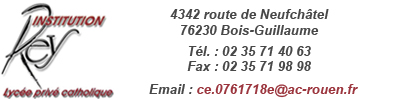 INSTITUTION
Rey
Lycée privé catholique
4342 route de Neufchâtel
76230 Bois-Guillaume
Tél. : 02 35 71 40 63
Fax : 02 35 71 98 98
Email : ce.0761718e@ac-rouen.fr